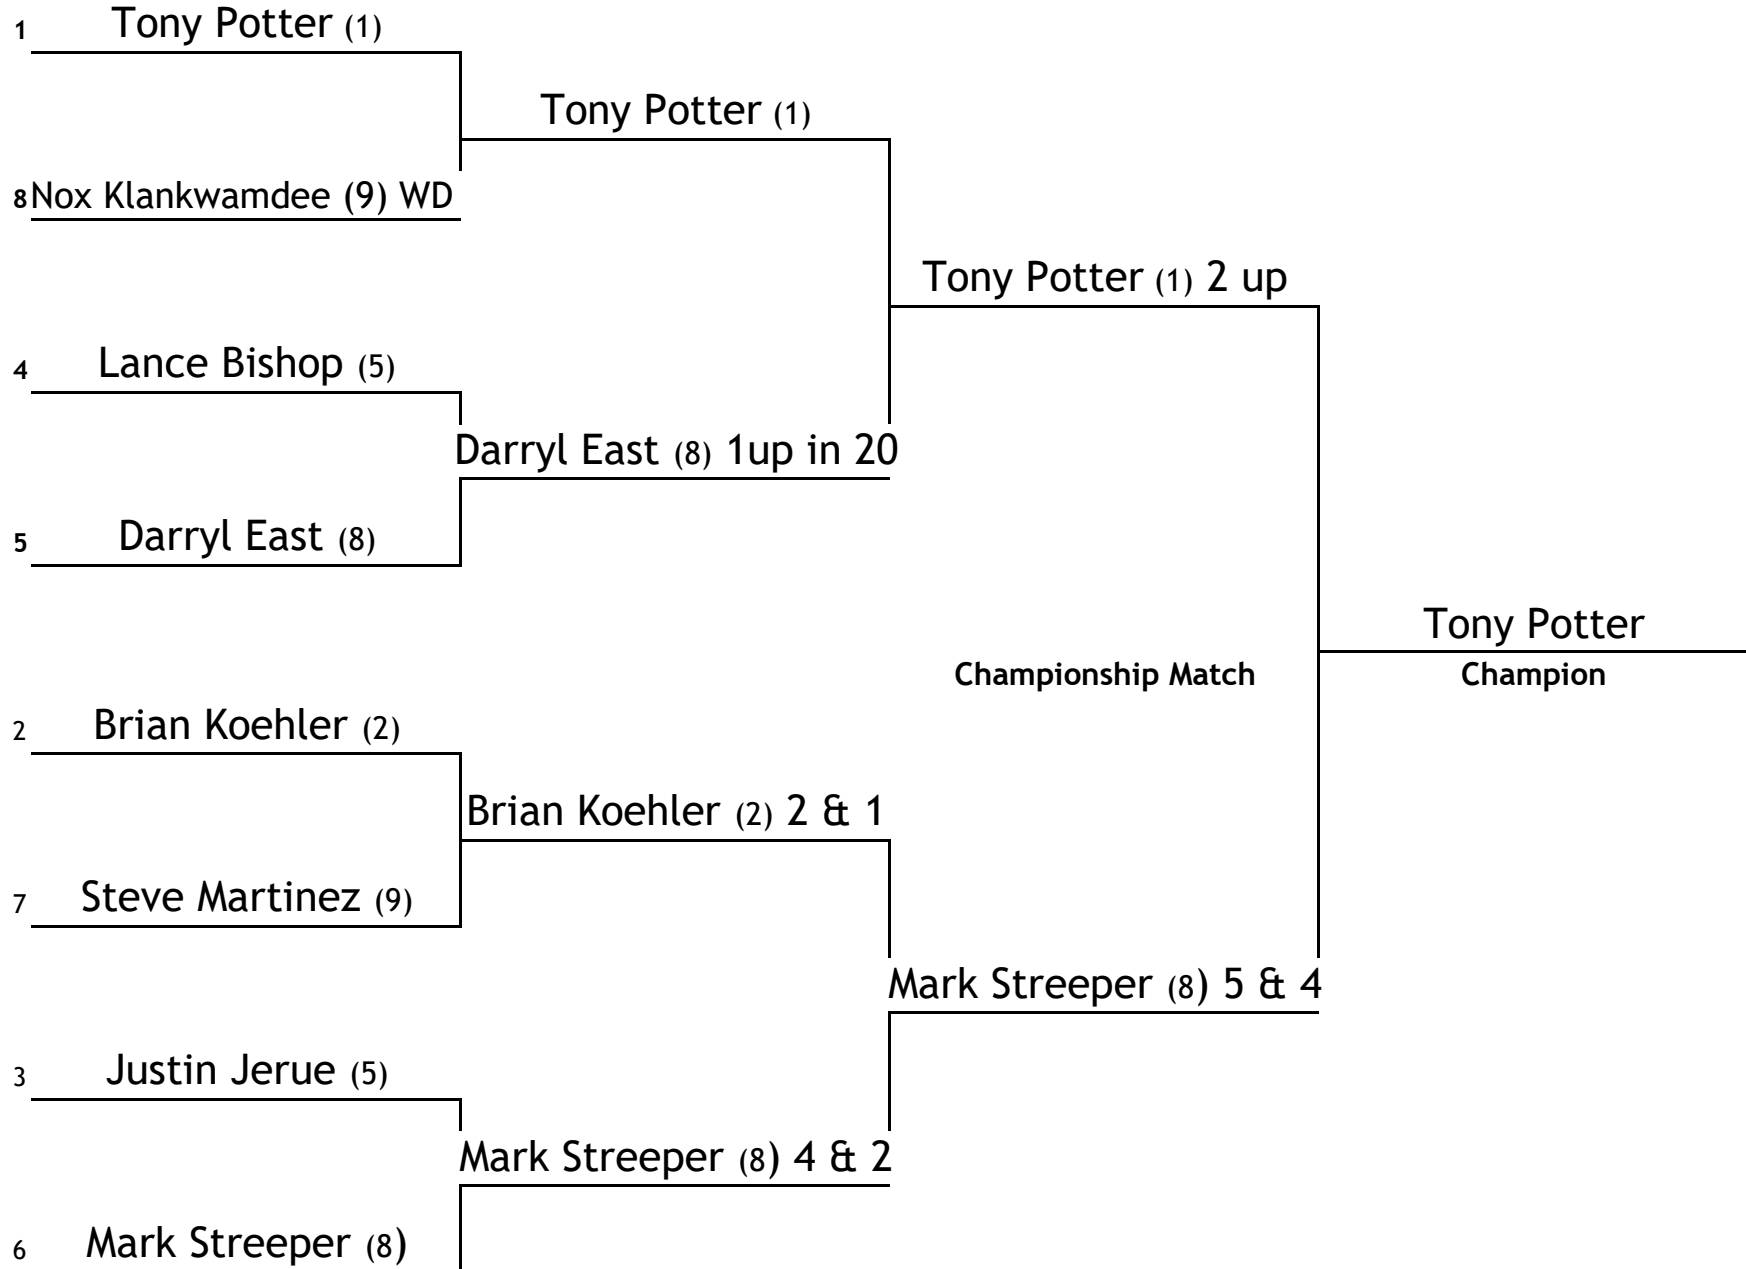 1 Tony Potter (1)
Tony Potter (1)
8 Nox Klankwamdee (9) WD
Tony Potter (1) 2 up
4 Lance Bishop (5)
Darryl East (8) 1up in 20
5 Darryl East (8)
Tony Potter
Championship Match
Champion
2 Brian Koehler (2)
Brian Koehler (2) 2 & 1
7 Steve Martinez (9)
Mark Streeper (8) 5 & 4
3 Justin Jerue (5)
Mark Streeper (8) 4 & 2
6 Mark Streeper (8)